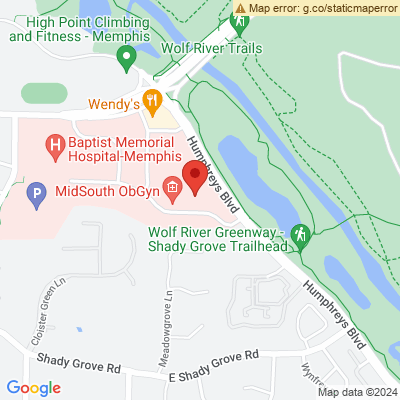 Map error: g.co/staticmaperror
High Point Climbing
and Fitness - Memphis
Wolf River Trails
Wendy's
Humphreys Blvd
H
Baptist Memorial
Hospital-Memphis
MidSouth ObGyn
P
Wolf River Greenway -
Shady Grove Trailhead
Cloister Green Ln
Meadowgrove Ln
Humphreys Blvd
Shady Grove Rd
E Shady Grove Rd
Google
Map data ©2024